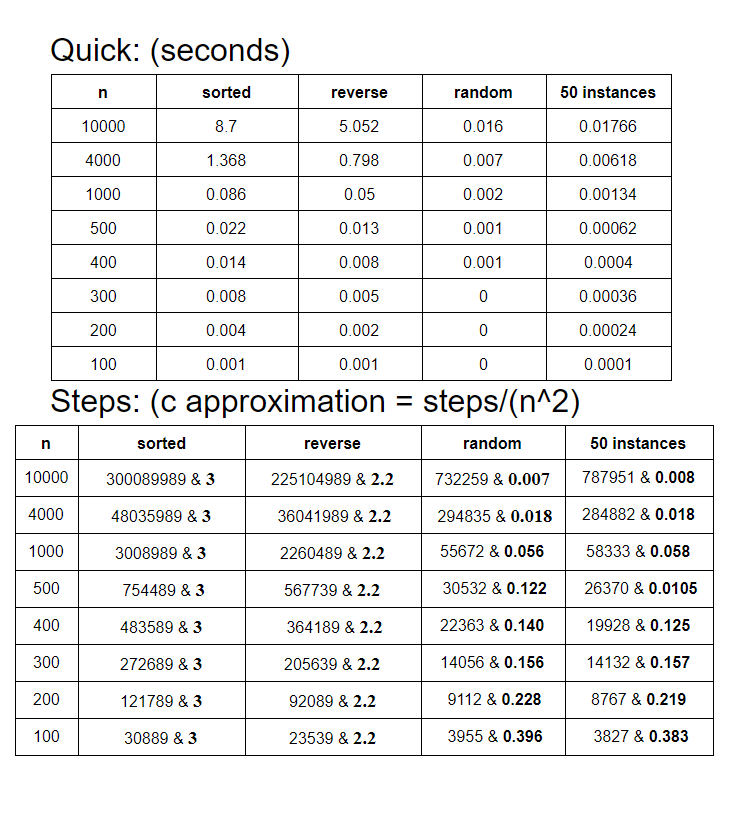 Quick: (seconds)
n sorted reverse random 50 instances
10000 8.7 5.052 0.016 0.01766
4000 1.368 0.798 0.007 0.00618
1000 0.086 0.05 0.002 0.00134
500 0.022 0.013 0.001 0.00062
400 0.014 0.008 0.001 0.0004
300 0.008 0.005 0 0.00036
200 0.004 0.002 0 0.00024
100 0.001 0.001 0 0.0001
Steps: (c approximation = steps/(n^2)
n sorted reverse random 50 instances
10000 300089989 & 3 225104989 & 2.2 732259 & 0.007 787951 & 0.008
4000 48035989 & 3 36041989 & 2.2 294835 & 0.018 284882 & 0.018
1000 3008989 & 3 2260489 & 2.2 55672 & 0.056 58333 & 0.058
500 754489 & 3 567739 & 2.2 30532 & 0.122 26370 & 0.0105
400 483589 & 3 364189 & 2.2 22363 & 0.140 19928 & 0.125
300 272689 & 3 205639 & 2.2 14056 & 0.156 14132 & 0.157
200 121789 & 3 92089 & 2.2 9112 & 0.228 8767 & 0.219
100 30889 & 3 23539 & 2.2 3955 & 0.396 3827 & 0.383